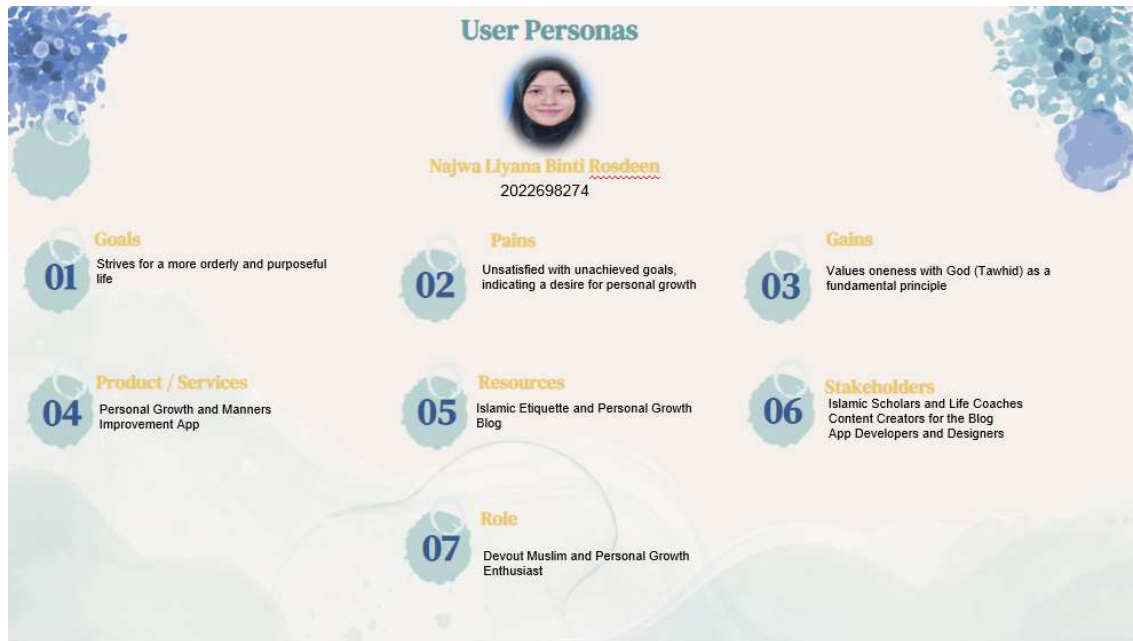 User Personas
Najwa Liyana Binti Rosdeen
2022698274
01
Goals
Strives for a more orderly and purposeful
life
02
Pains
Unsatisfied with unachieved goals,
indicating a desire for personal growth
03
Gains
Values oneness with God (Tawhid) as a
fundamental principle
04
Product / Services
Personal Growth and Manners
Improvement App
05
Resources
Islamic Etiquette and Personal Growth
Blog
06
Stakeholders
Islamic Scholars and Life Coaches
Content Creators for the Blog
App Developers and Designers
07
Role
Devout Muslim and Personal Growth
Enthusiast